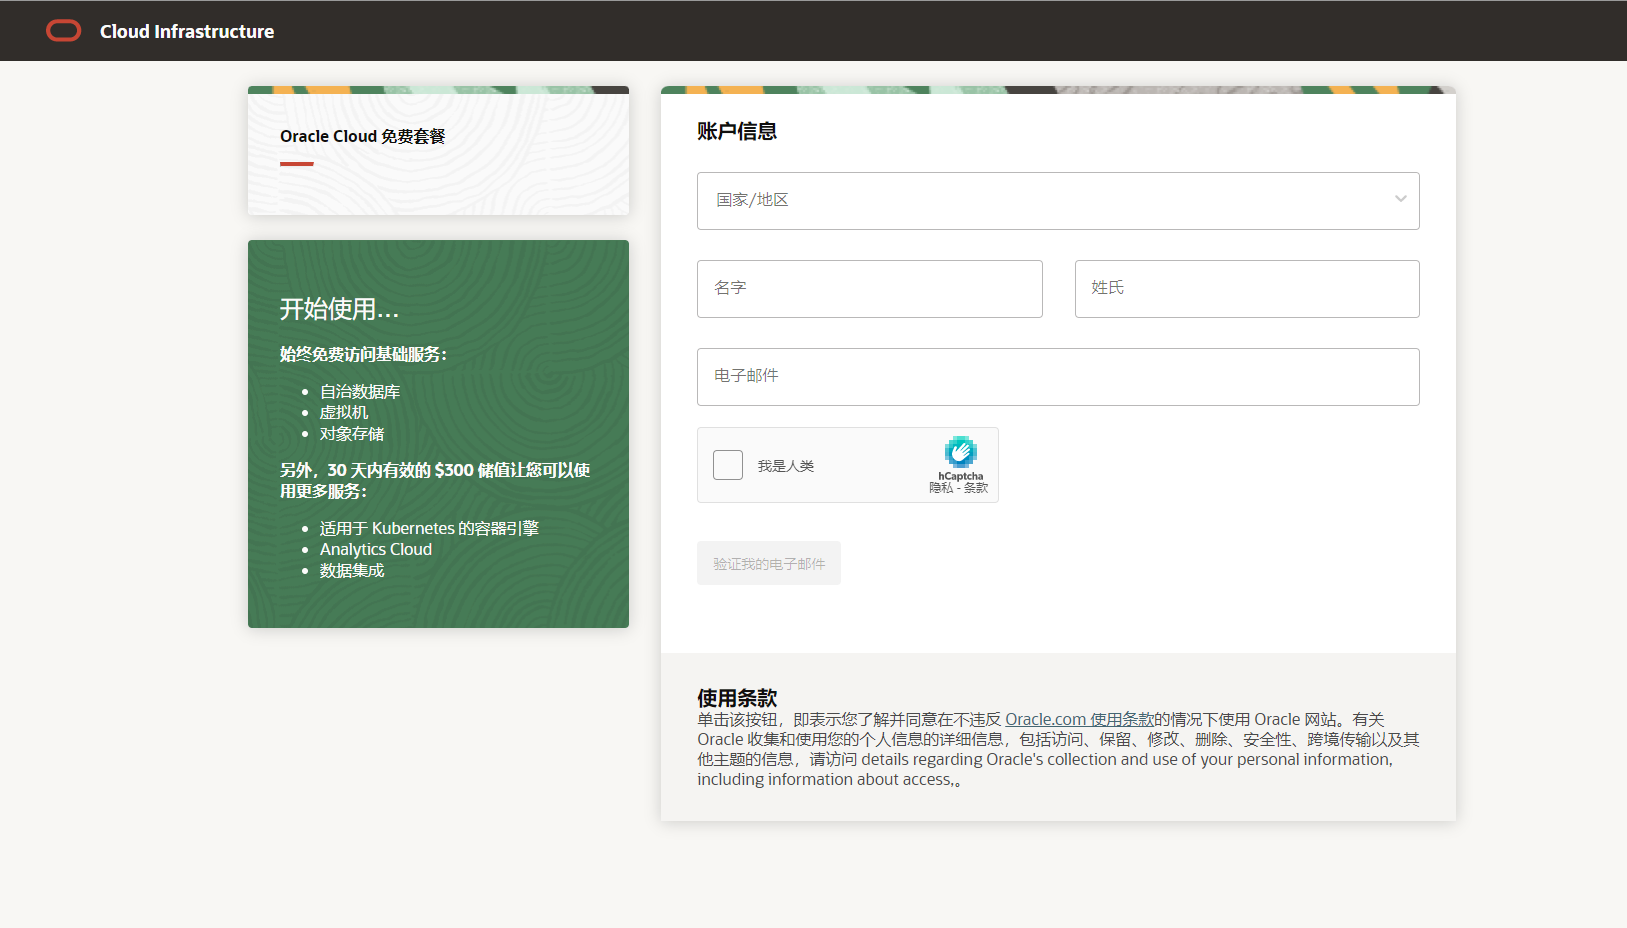 Cloud Infrastructure
Oracle Cloud 免费套餐
开始使用...
始终免费访问基础服务：
自治数据库
虚拟机
对象存储
另外，30 天内有效的 $300 储值让您可以使
用更多服务：
适用于 Kubernetes 的容器引擎
Analytics Cloud
数据集成
账户信息
国家/地区
名字
姓氏
电子邮件
我是人类
hCaptcha
隐私 - 条款
验证我的电子邮件
使用条款
单击该按钮，即表示您了解并同意在不违反 Oracle.com 使用条款的情况下使用 Oracle 网站。有关
Oracle 收集和使用您的个人信息的详细信息，包括访问、保留、修改、删除、安全性、跨境传输以及其
他主题的信息，请访问 details regarding Oracle's collection and use of your personal information,
including information about access,。